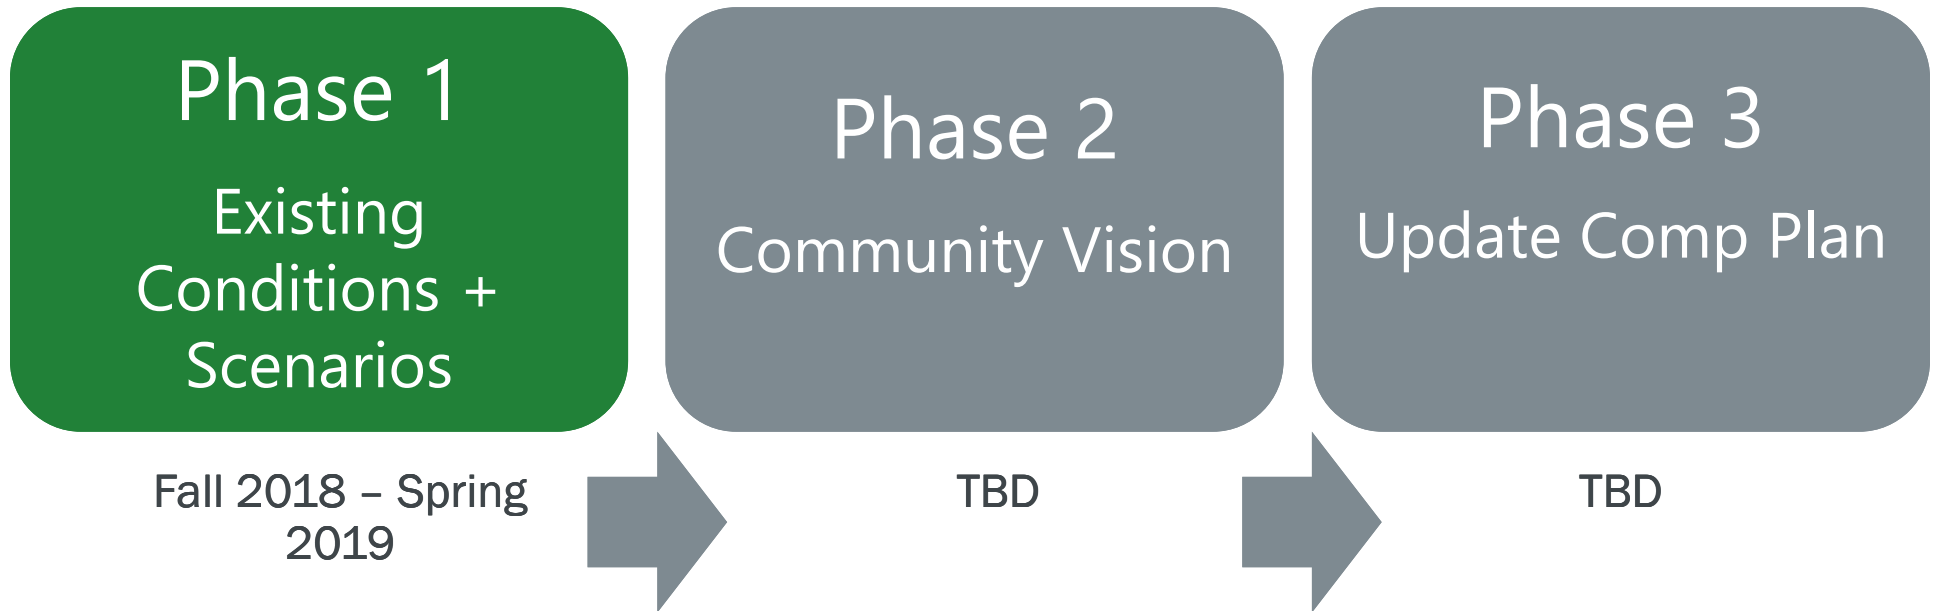 Phase 1
Existing
Conditions +
Scenarios
Fall 2018 – Spring
2019
Phase 2
Community Vision
TBD
Phase 3
Update Comp Plan
TBD